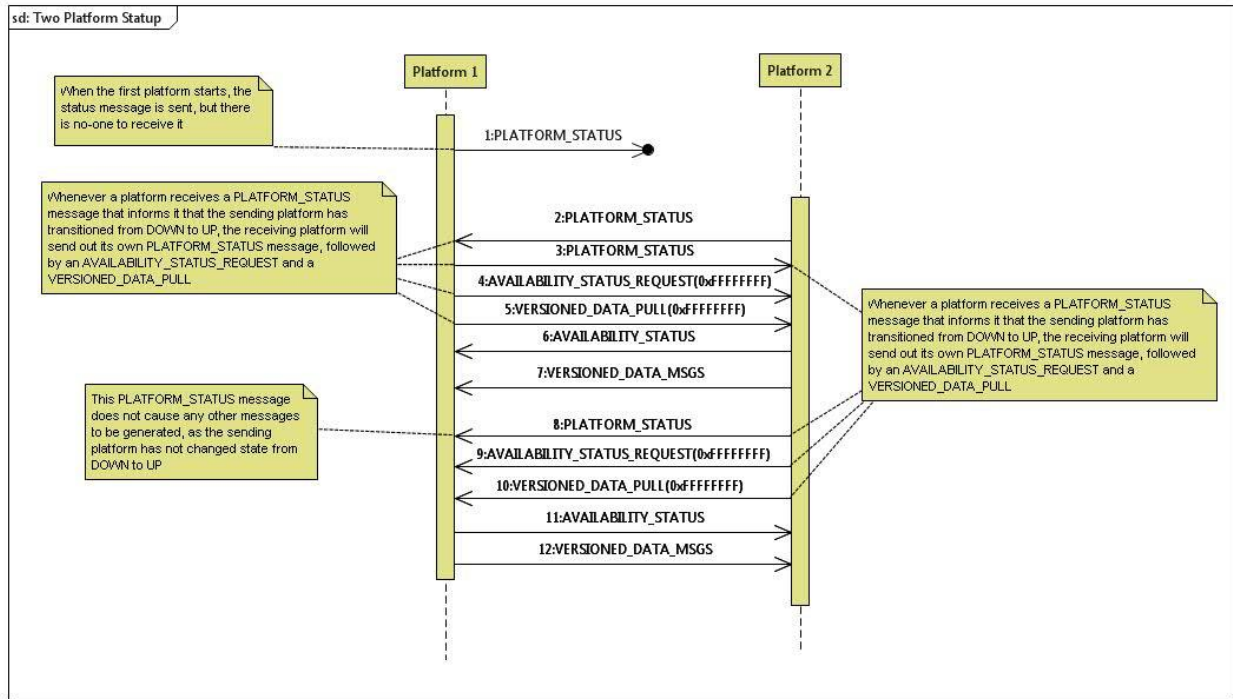 sd: Two Platform Statup
Platform 1
Platform 2
When the first platform starts, the
status message is sent, but there
is no-one to receive it
1:PLATFORM_STATUS
Whenever a platform receives a PLATFORM_STATUS
message that informs it that the sending platform has
transitioned from DOWN to UP, the receiving platform will
send out its own PLATFORM_STATUS message, followed
by an AVAILABILITY_STATUS_REQUEST and a
VERSIONED_DATA_PULL
2:PLATFORM_STATUS
3:PLATFORM_STATUS
4:AVAILABILITY_STATUS_REQUEST(0xFFFFFFFF)
5:VERSIONED_DATA_PULL(0xFFFFFFFF)
6:AVAILABILITY_STATUS
7:VERSIONED_DATA_MSGS
Whenever a platform receives a PLATFORM_STATUS
message that informs it that the sending platform has
transitioned from DOWN to UP, the receiving platform will
send out its own PLATFORM_STATUS message, followed
by an AVAILABILITY_STATUS_REQUEST and a
VERSIONED_DATA_PULL
This PLATFORM_STATUS message
does not cause any other messages
to be generated, as the sending
platform has not changed state from
DOWN to UP
8:PLATFORM_STATUS
9:AVAILABILITY_STATUS_REQUEST(0xFFFFFFFF)
10:VERSIONED_DATA_PULL(0xFFFFFFFF)
11:AVAILABILITY_STATUS
12:VERSIONED_DATA_MSGS